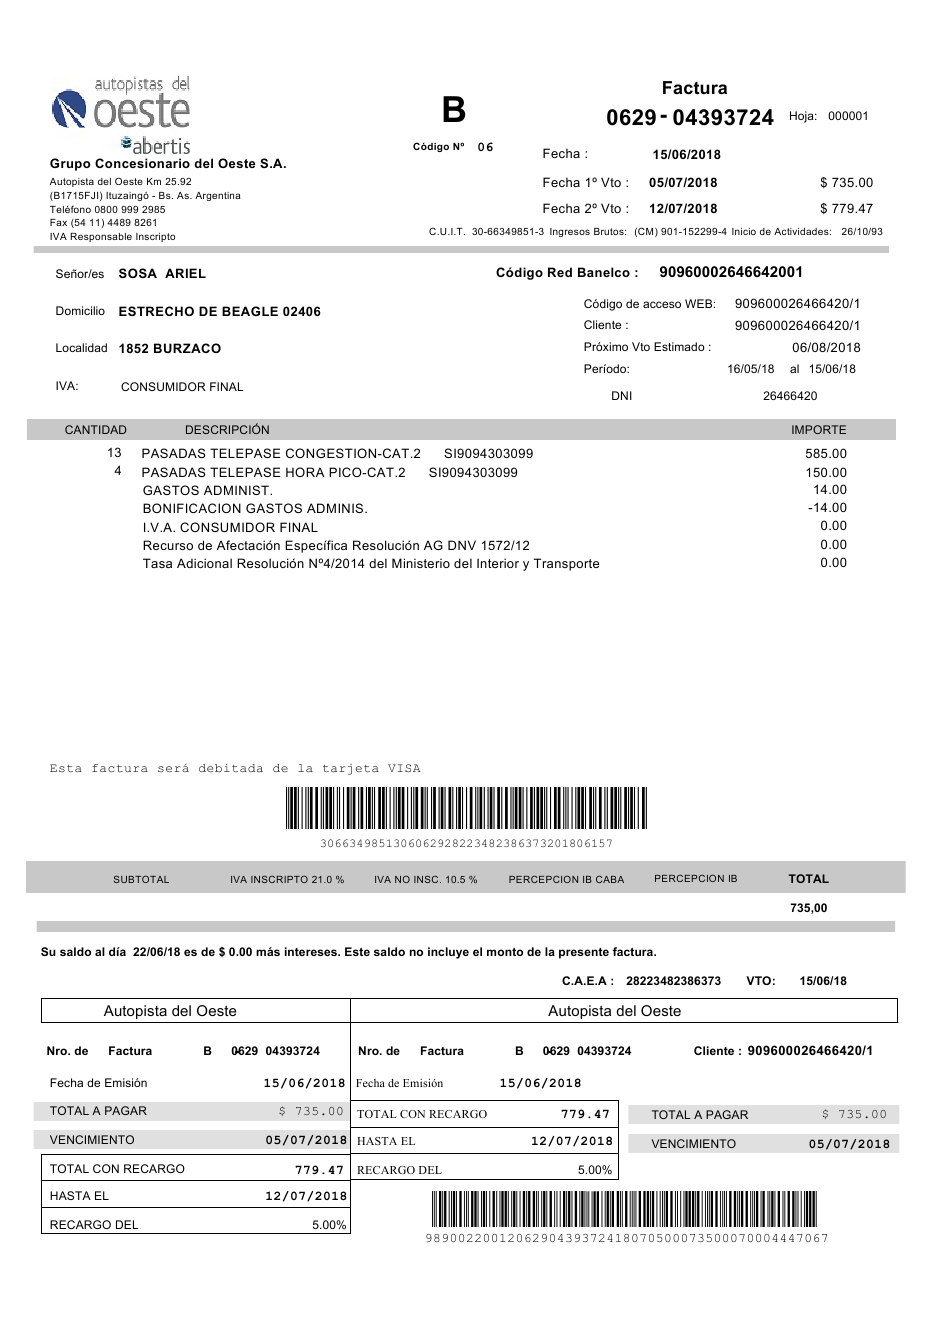 autopistas del
oeste
abertis
Grupo Concesionario del Oeste S.A.
Autopista del Oeste Km 25.92
(B1715FJI) Ituzaingó - Bs. As. Argentina
Teléfono 0800 999 2985
Fax (54 11) 4489 8261
IVA Responsable Inscripto
B
Código Nº 06
Factura
0629 - 04393724 Hoja: 000001
Fecha : 15/06/2018
Fecha 1º Vto : 05/07/2018 $ 735.00
Fecha 2º Vto : 12/07/2018 $ 779.47
C.U.I.T. 30-66349851-3 Ingresos Brutos: (CM) 901-152299-4 Inicio de Actividades: 26/10/93
Señor/es SOSA ARIEL
Domicilio ESTRECHO DE BEAGLE 02406
Localidad 1852 BURZACO
IVA: CONSUMIDOR FINAL
Código Red Banelco : 90960002646642001
Código de acceso WEB: 909600026466420/1
Cliente : 909600026466420/1
Próximo Vto Estimado : 06/08/2018
Período: 16/05/18 al 15/06/18
DNI 26466420
CANTIDAD DESCRIPCIÓN IMPORTE
13 PASADAS TELEPASE CONGESTION-CAT.2 SI9094303099 585.00
4 PASADAS TELEPASE HORA PICO-CAT.2 SI9094303099 150.00
GASTOS ADMINIST. 14.00
BONIFICACION GASTOS ADMINIS. -14.00
I.V.A. CONSUMIDOR FINAL 0.00
Recurso de Afectación Específica Resolución AG DNV 1572/12 0.00
Tasa Adicional Resolución Nº4/2014 del Ministerio del Interior y Transporte 0.00
Esta factura será debitada de la tarjeta VISA
3066349851306062928223482386373201806157
SUBTOTAL IVA INSCRIPTO 21.0 % IVA NO INSC. 10.5 % PERCEPCION IB CABA PERCEPCION IB TOTAL
735,00
Su saldo al día 22/06/18 es de $ 0.00 más intereses. Este saldo no incluye el monto de la presente factura.
C.A.E.A : 28223482386373 VTO: 15/06/18
Autopista del Oeste
Nro. de Factura B 0629-04393724
Fecha de Emisión 15/06/2018
TOTAL A PAGAR $ 735.00
VENCIMIENTO 05/07/2018
TOTAL CON RECARGO 779.47
HASTA EL 12/07/2018
RECARGO DEL 5.00%
Autopista del Oeste
Nro. de Factura B 0629-04393724 Cliente : 909600026466420/1
Fecha de Emisión 15/06/2018
TOTAL CON RECARGO 779.47
HASTA EL 12/07/2018
RECARGO DEL 5.00%
TOTAL A PAGAR $ 735.00
VENCIMIENTO 05/07/2018
9890022001206290439372418070500073500070004447067